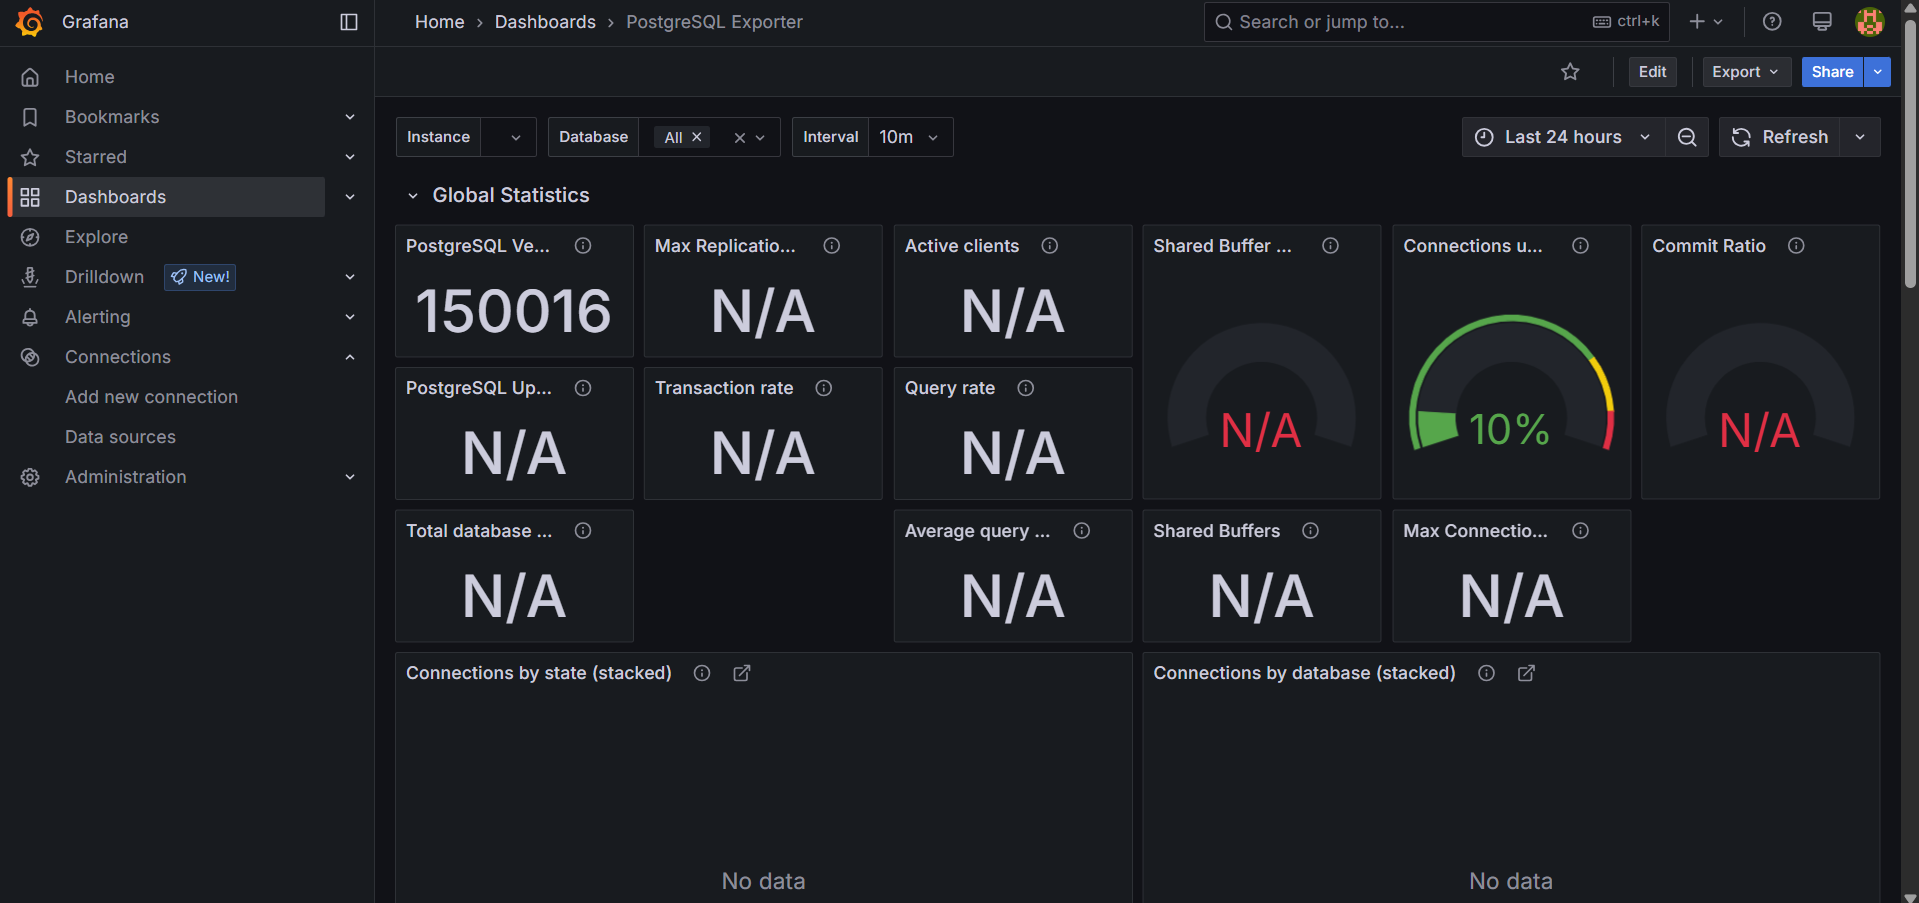 Grafana
Home › Dashboards › PostgreSQL Exporter
Search or jump to...
ctrl+k
Home
Bookmarks
Starred
Dashboards
Explore
Drilldown
New!
Alerting
Connections
Add new connection
Data sources
Administration
Edit
Export
Share
Instance
Database
All
Interval
10m
Last 24 hours
Refresh
Global Statistics
PostgreSQL Ve...
150016
Max Replicatio...
N/A
Active clients
N/A
Shared Buffer ...
N/A
Connections u...
10%
Commit Ratio
N/A
PostgreSQL Up...
N/A
Transaction rate
N/A
Query rate
N/A
Total database ...
N/A
Average query ...
N/A
Shared Buffers
N/A
Max Connectio...
N/A
Connections by state (stacked)
No data
Connections by database (stacked)
No data